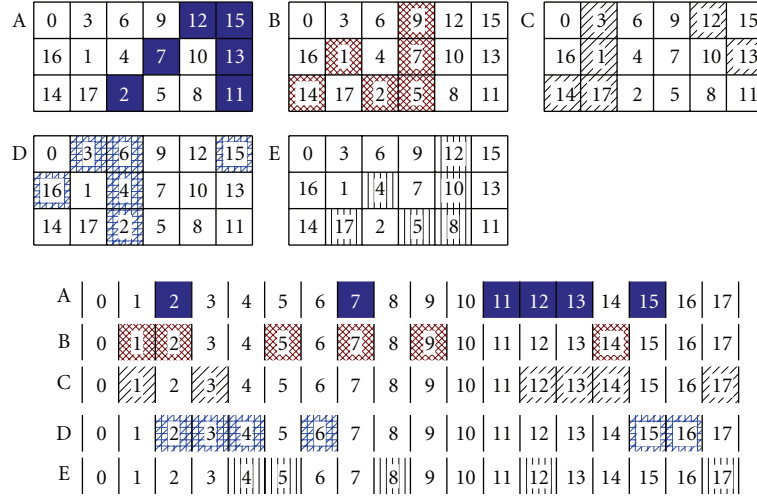 A 0 3 6 9 12 15 B 0 3 6 9 12 15 C 0 3 6 9 12 15
16 1 4 7 10 13 16 1 4 7 10 13 16 1 4 7 10 13
14 17 2 5 8 11 14 17 2 5 8 11 14 17 2 5 8 11
D 0 3 6 9 12 15 E 0 3 6 9 12 15
16 1 4 7 10 13 16 1 4 7 10 13
14 17 2 5 8 11 14 17 2 5 8 11
A 0 1 2 3 4 5 6 7 8 9 10 11 12 13 14 15 16 17
B 0 1 2 3 4 5 6 7 8 9 10 11 12 13 14 15 16 17
C 0 1 2 3 4 5 6 7 8 9 10 11 12 13 14 15 16 17
D 0 1 2 3 4 5 6 7 8 9 10 11 12 13 14 15 16 17
E 0 1 2 3 4 5 6 7 8 9 10 11 12 13 14 15 16 17